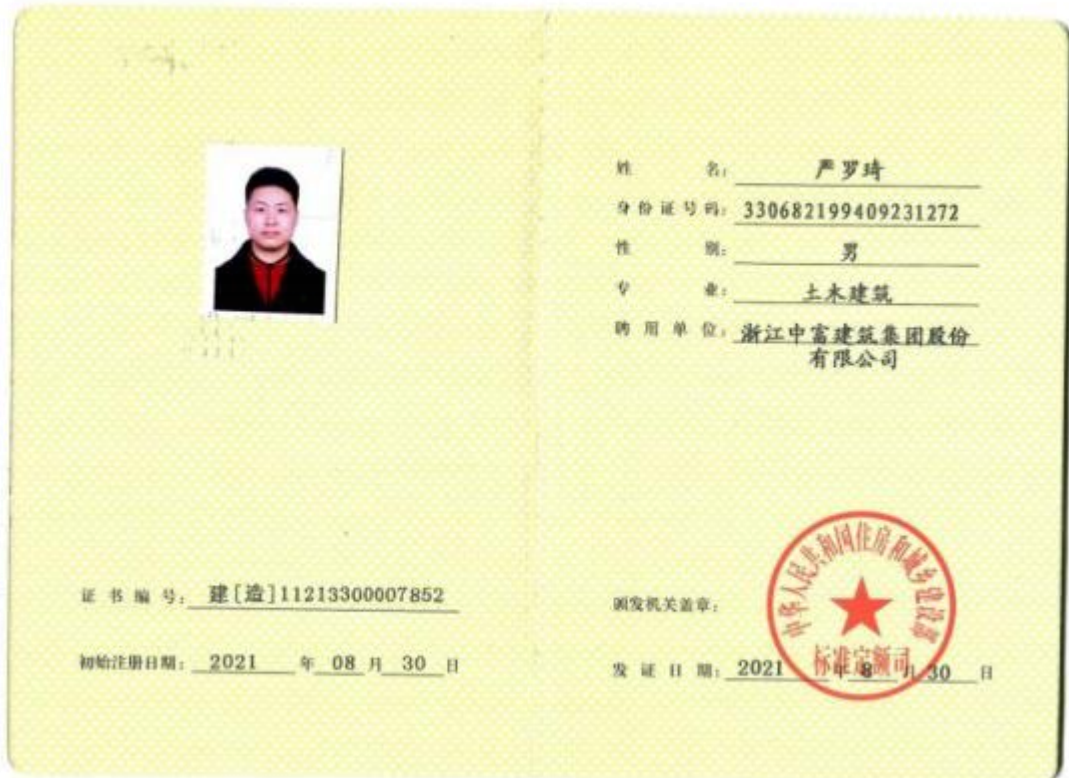 姓名: 严罗琦
身份证号码: 330682199409231272
性别: 男
专业: 土木建筑
聘用单位: 浙江中富建筑集团股份
有限公司
证书编号: 建[造]11213300007852
初始注册日期: 2021 年 08 月 30 日
颁发机关盖章:
中华人民共和国住房和城乡建设部
标准定额司
发证日期: 2021 年 8 月 30 日